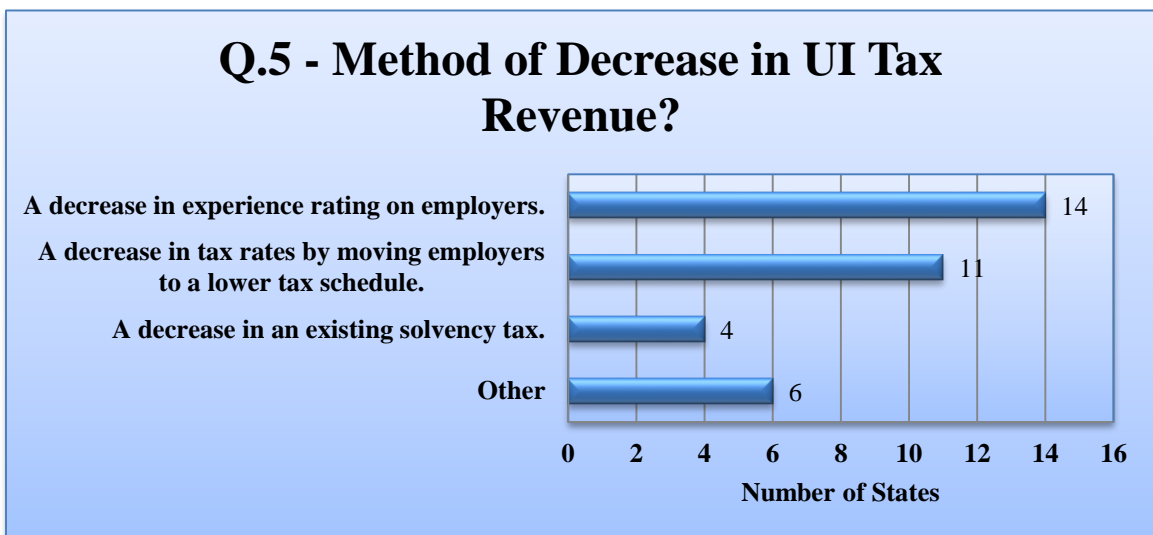 Q.5 - Method of Decrease in UI Tax
Revenue?
A decrease in experience rating on employers.
14
A decrease in tax rates by moving employers
to a lower tax schedule.
11
A decrease in an existing solvency tax.
4
Other
6
0 2 4 6 8 10 12 14 16
Number of States